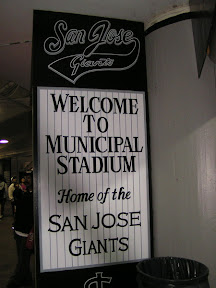 San Jose
Giants
WELCOME
TO
MUNICIPAL
STADIUM
Home of the
SAN JOSE
GIANTS